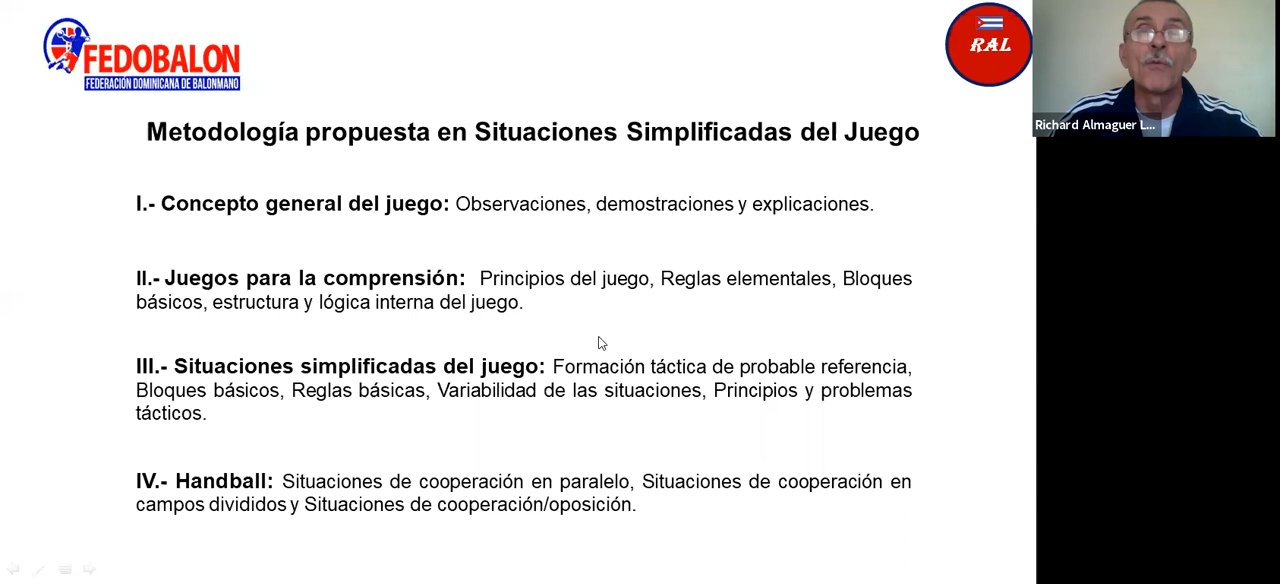 FEDOBALON
FEDERACIÓN DOMINICANA DE BALONMANO
RAL
Richard Almaguer L...
Metodología propuesta en Situaciones Simplificadas del Juego
I.- Concepto general del juego: Observaciones, demostraciones y explicaciones.
II.- Juegos para la comprensión: Principios del juego, Reglas elementales, Bloques
básicos, estructura y lógica interna del juego.
III.- Situaciones simplificadas del juego: Formación táctica de probable referencia,
Bloques básicos, Reglas básicas, Variabilidad de las situaciones, Principios y problemas
tácticos.
IV.- Handball: Situaciones de cooperación en paralelo, Situaciones de cooperación en
campos divididos y Situaciones de cooperación/oposición.